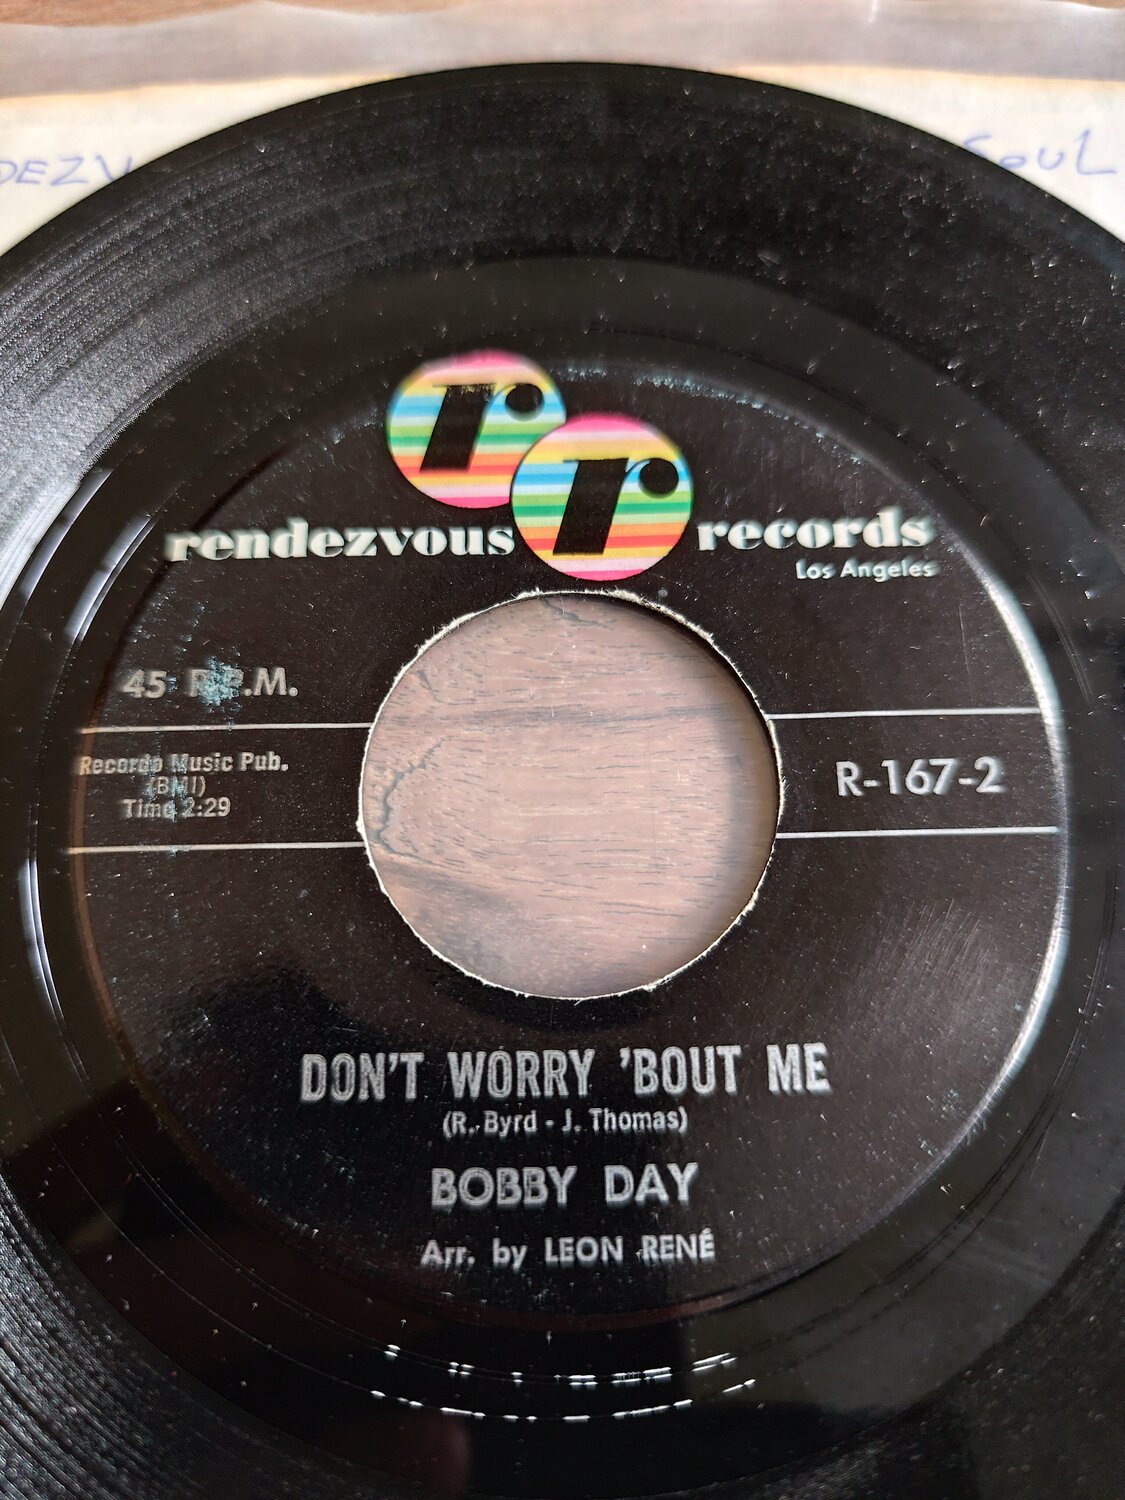 SOUL
r r
rendezvous records
Los Angeles
45 R.P.M.
Recordo Music Pub.
(BMI)
Time 2:29
R-167-2
DON'T WORRY 'BOUT ME
(R. Byrd - J. Thomas)
BOBBY DAY
Arr. by LEON RENÉ